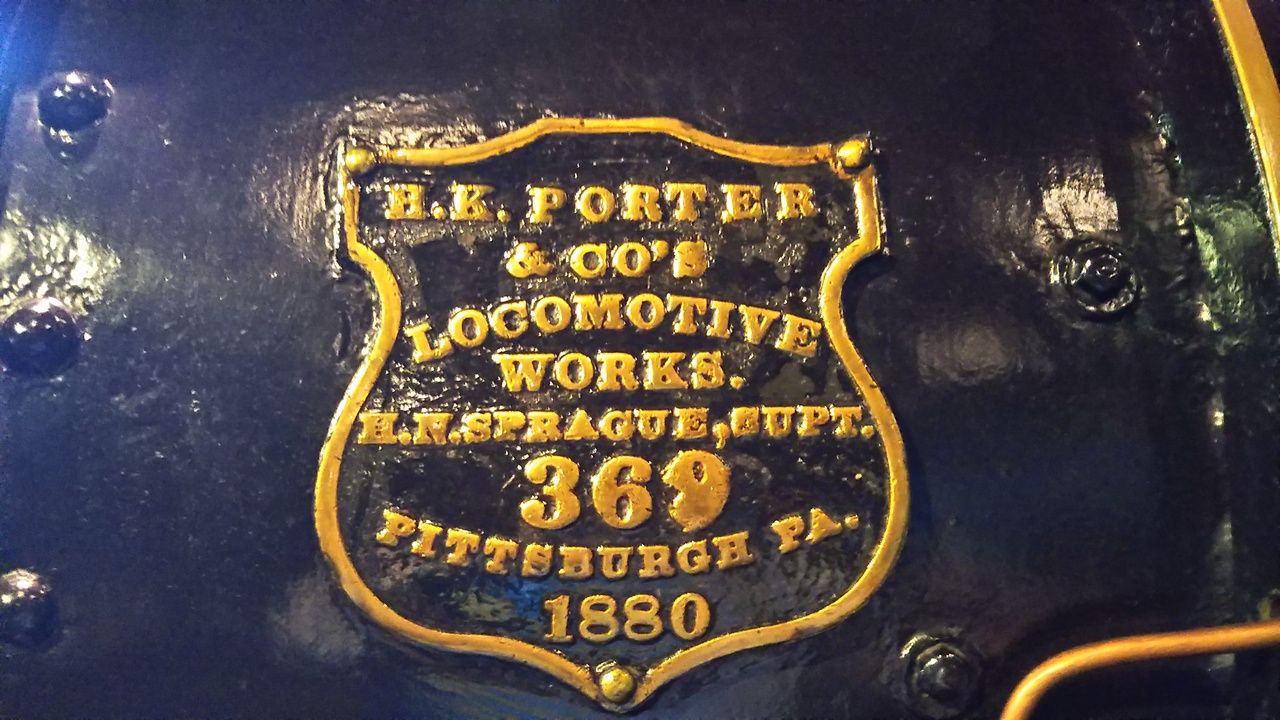 H.K. PORTER
& CO'S
LOCOMOTIVE
WORKS.
H.N.SPRAGUE,SUPT.
369
PITTSBURGH PA.
1880